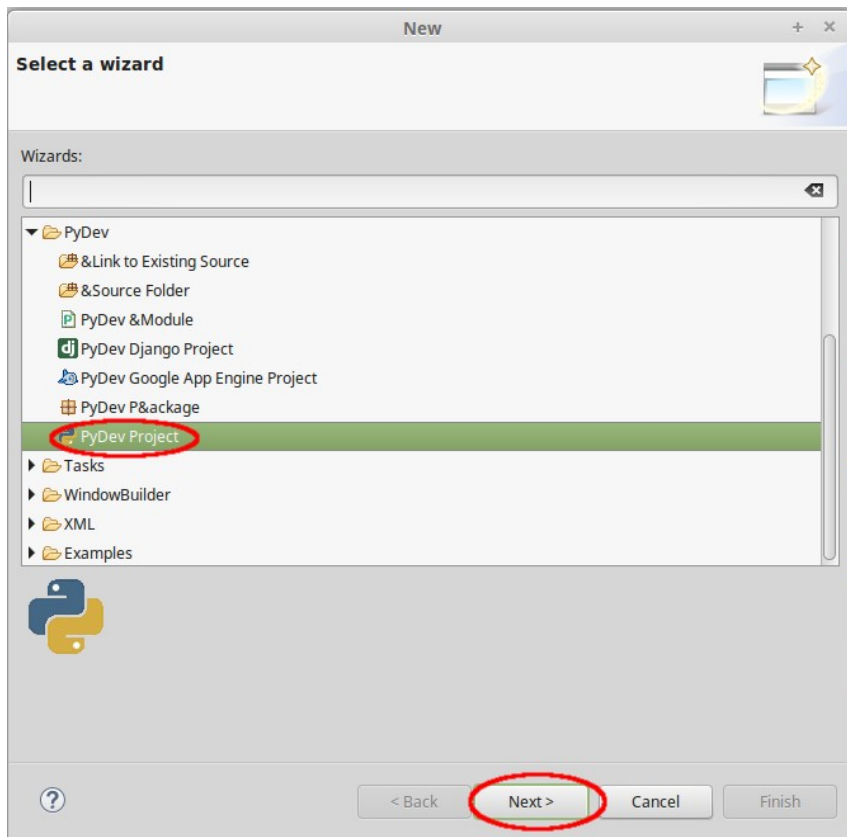 New
Select a wizard
Wizards:
PyDev
&Link to Existing Source
&Source Folder
PyDev &Module
dj PyDev Django Project
PyDev Google App Engine Project
PyDev P&ackage
PyDev Project
Tasks
WindowBuilder
XML
Examples
? < Back Next > Cancel Finish